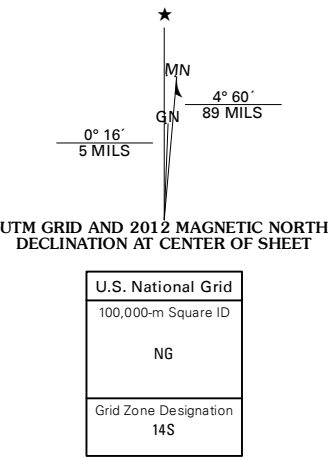 ★
MN
GN
4° 60´
89 MILS
0° 16´
5 MILS
UTM GRID AND 2012 MAGNETIC NORTH
DECLINATION AT CENTER OF SHEET
U.S. National Grid
100,000-m Square ID
NG
Grid Zone Designation
14S